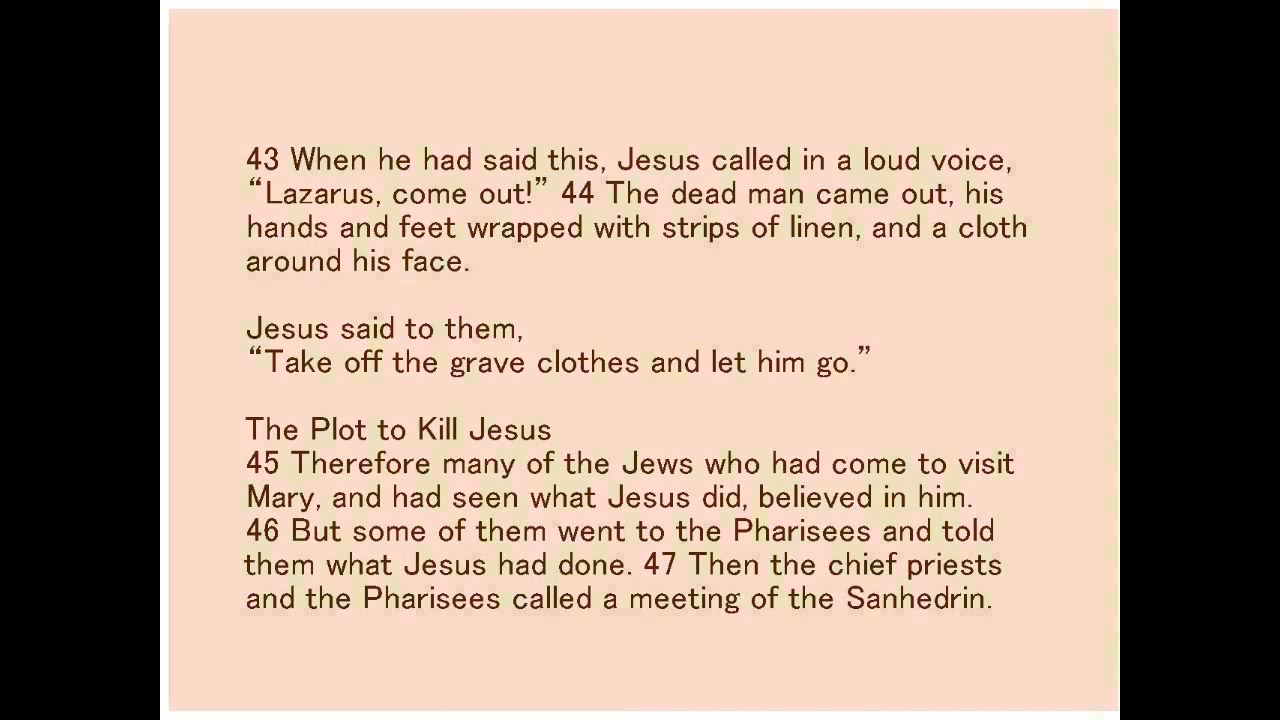 43 When he had said this, Jesus called in a loud voice,
“Lazarus, come out!” 44 The dead man came out, his
hands and feet wrapped with strips of linen, and a cloth
around his face.
Jesus said to them,
“Take off the grave clothes and let him go.”
The Plot to Kill Jesus
45 Therefore many of the Jews who had come to visit
Mary, and had seen what Jesus did, believed in him.
46 But some of them went to the Pharisees and told
them what Jesus had done. 47 Then the chief priests
and the Pharisees called a meeting of the Sanhedrin.